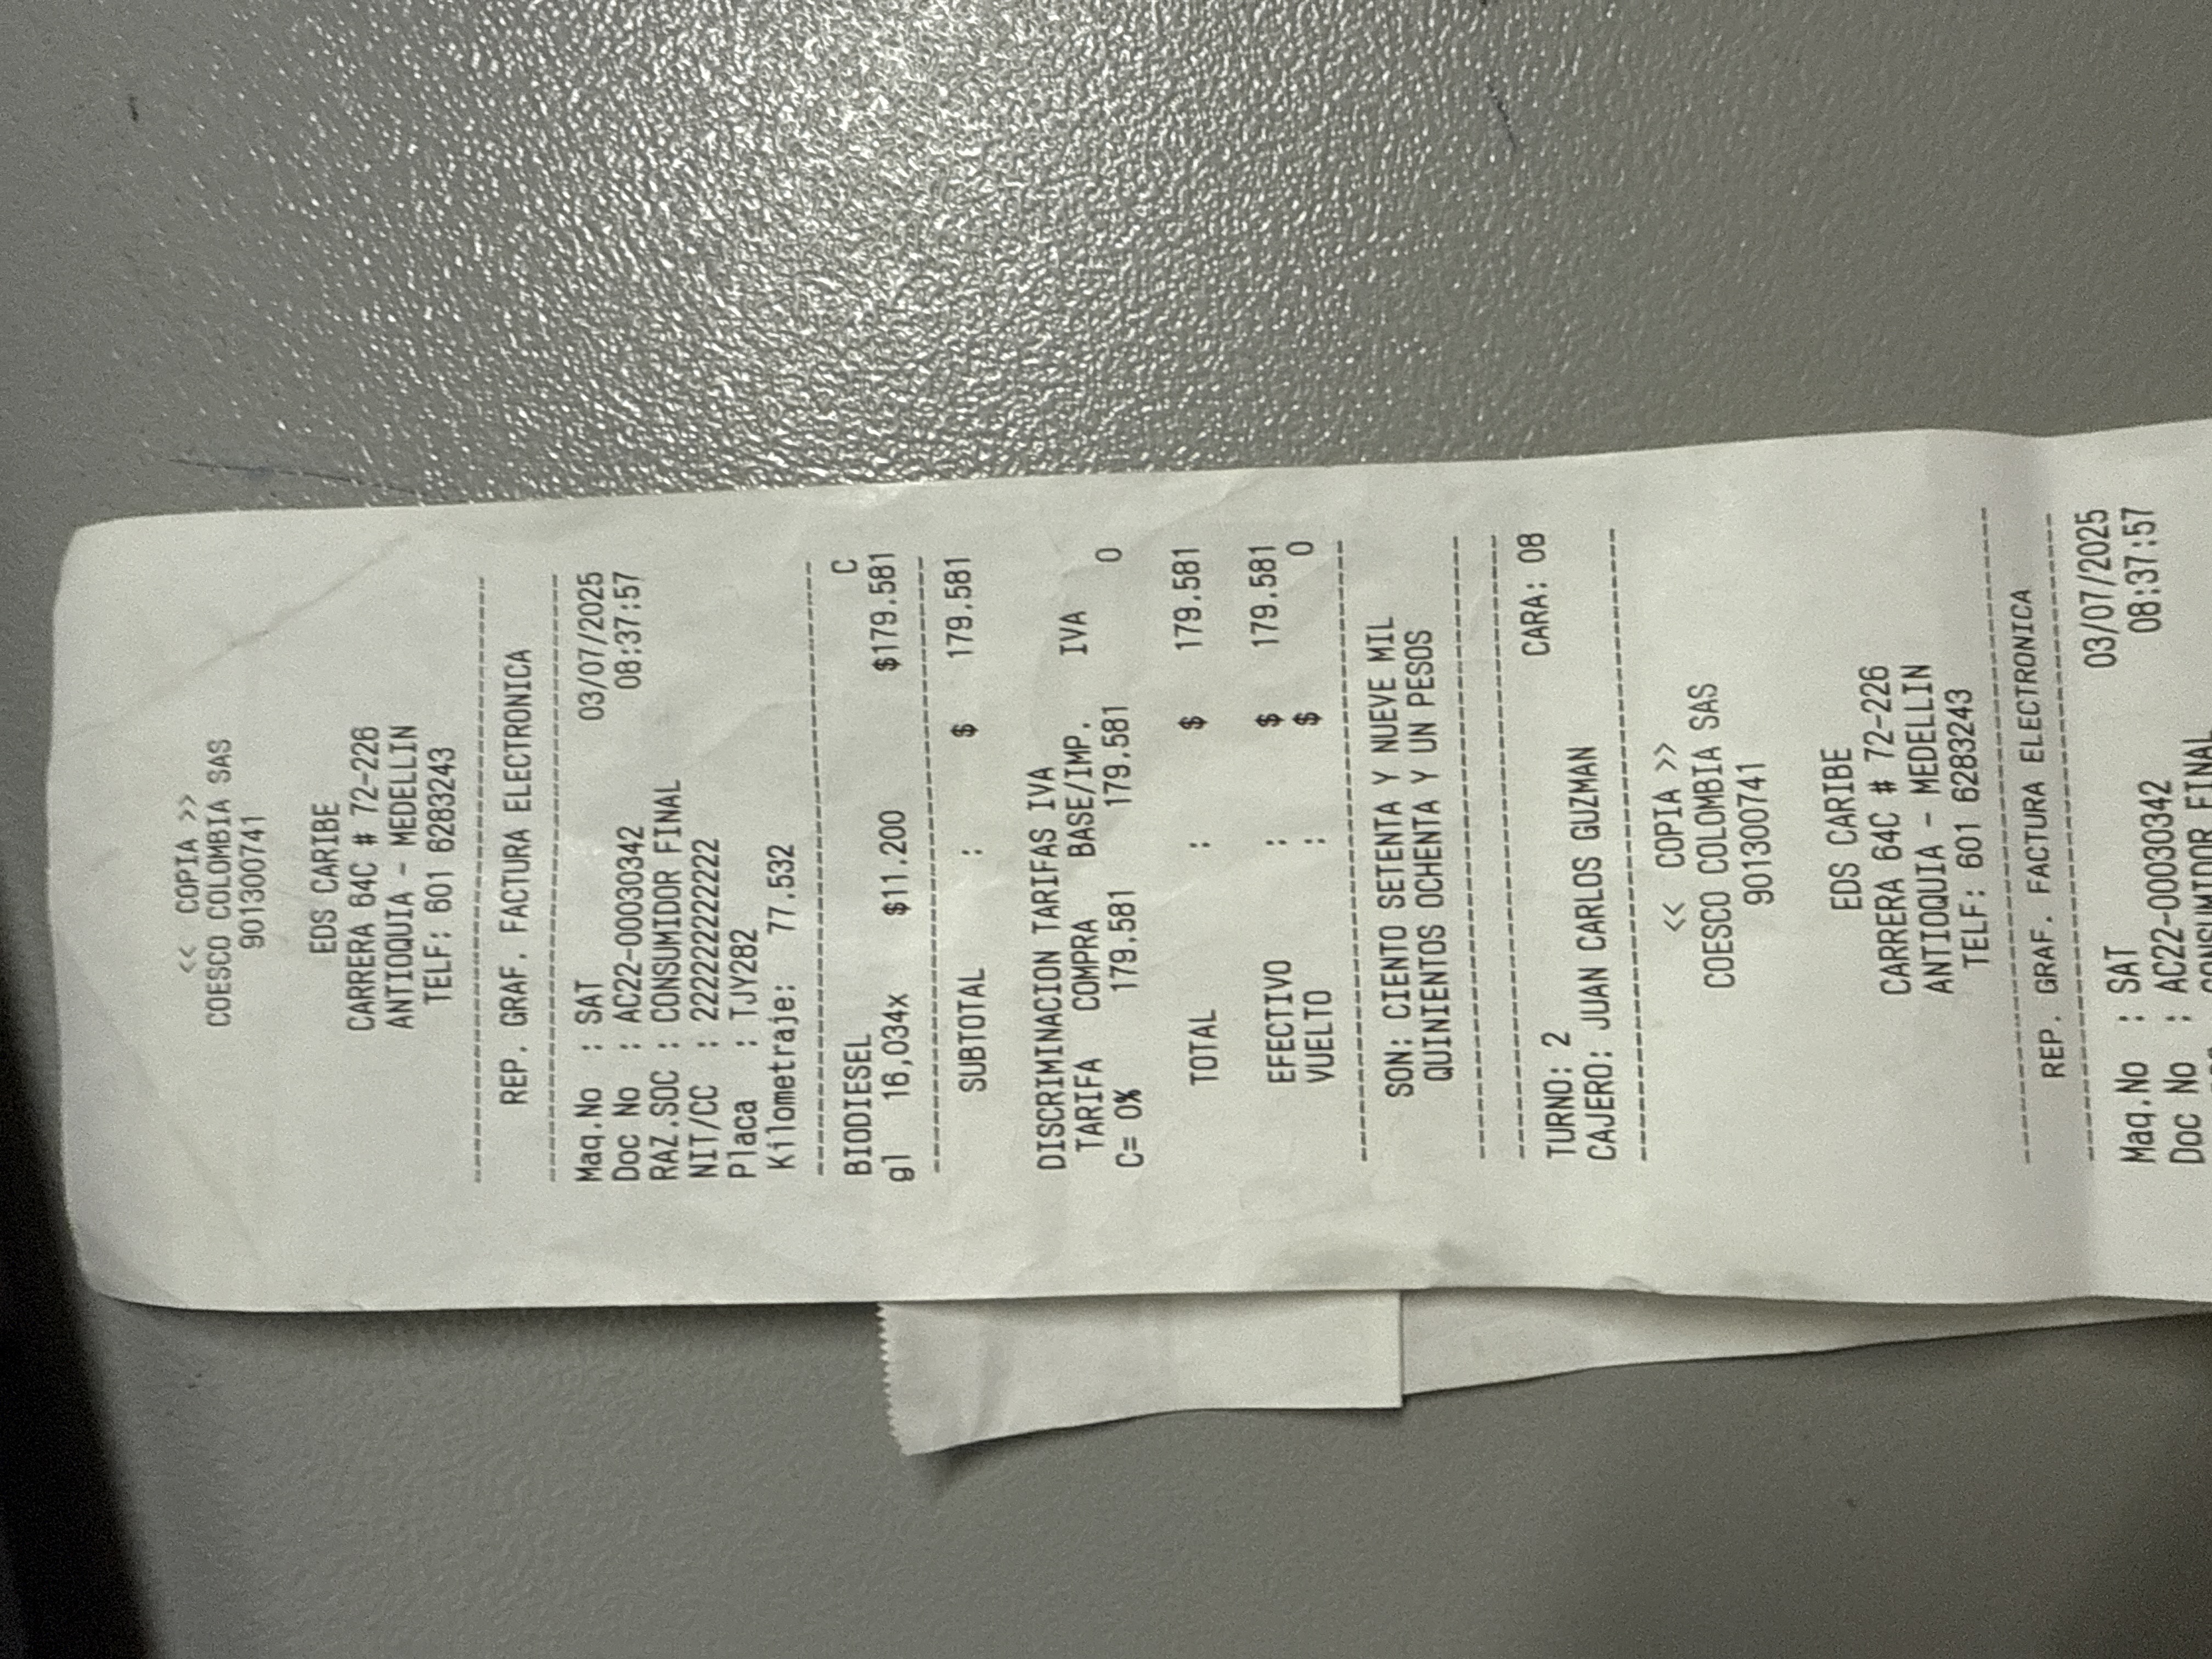 << COPIA >>
COESCO COLOMBIA SAS
901300741
EDS CARIBE
CARRERA 64C # 72-226
ANTIOQUIA - MEDELLIN
TELF: 601 6283243
REP. GRAF. FACTURA ELECTRONICA
Maq.No : SAT 03/07/2025
Doc No : AC22-00030342 08:37:57
RAZ.SOC : CONSUMIDOR FINAL
NIT/CC : 222222222222
Placa : TJY282
Kilometraje: 77.532
BIODIESEL C
gl 16,034x $11.200 $179.581
SUBTOTAL : $ 179.581
DISCRIMINACION TARIFAS IVA
TARIFA COMPRA BASE/IMP. IVA
C= 0% 179.581 179.581 0
TOTAL : $ 179.581
EFECTIVO : $ 179.581
VUELTO : $ 0
SON: CIENTO SETENTA Y NUEVE MIL
QUINIENTOS OCHENTA Y UN PESOS
TURNO: 2 CARA: 08
CAJERO: JUAN CARLOS GUZMAN
<< COPIA >>
COESCO COLOMBIA SAS
901300741
EDS CARIBE
CARRERA 64C # 72-226
ANTIOQUIA - MEDELLIN
TELF: 601 6283243
REP. GRAF. FACTURA ELECTRONICA
Maq.No : SAT 03/07/2025
Doc No : AC22-00030342 08:37:57
CONSUMIDOR FINAL